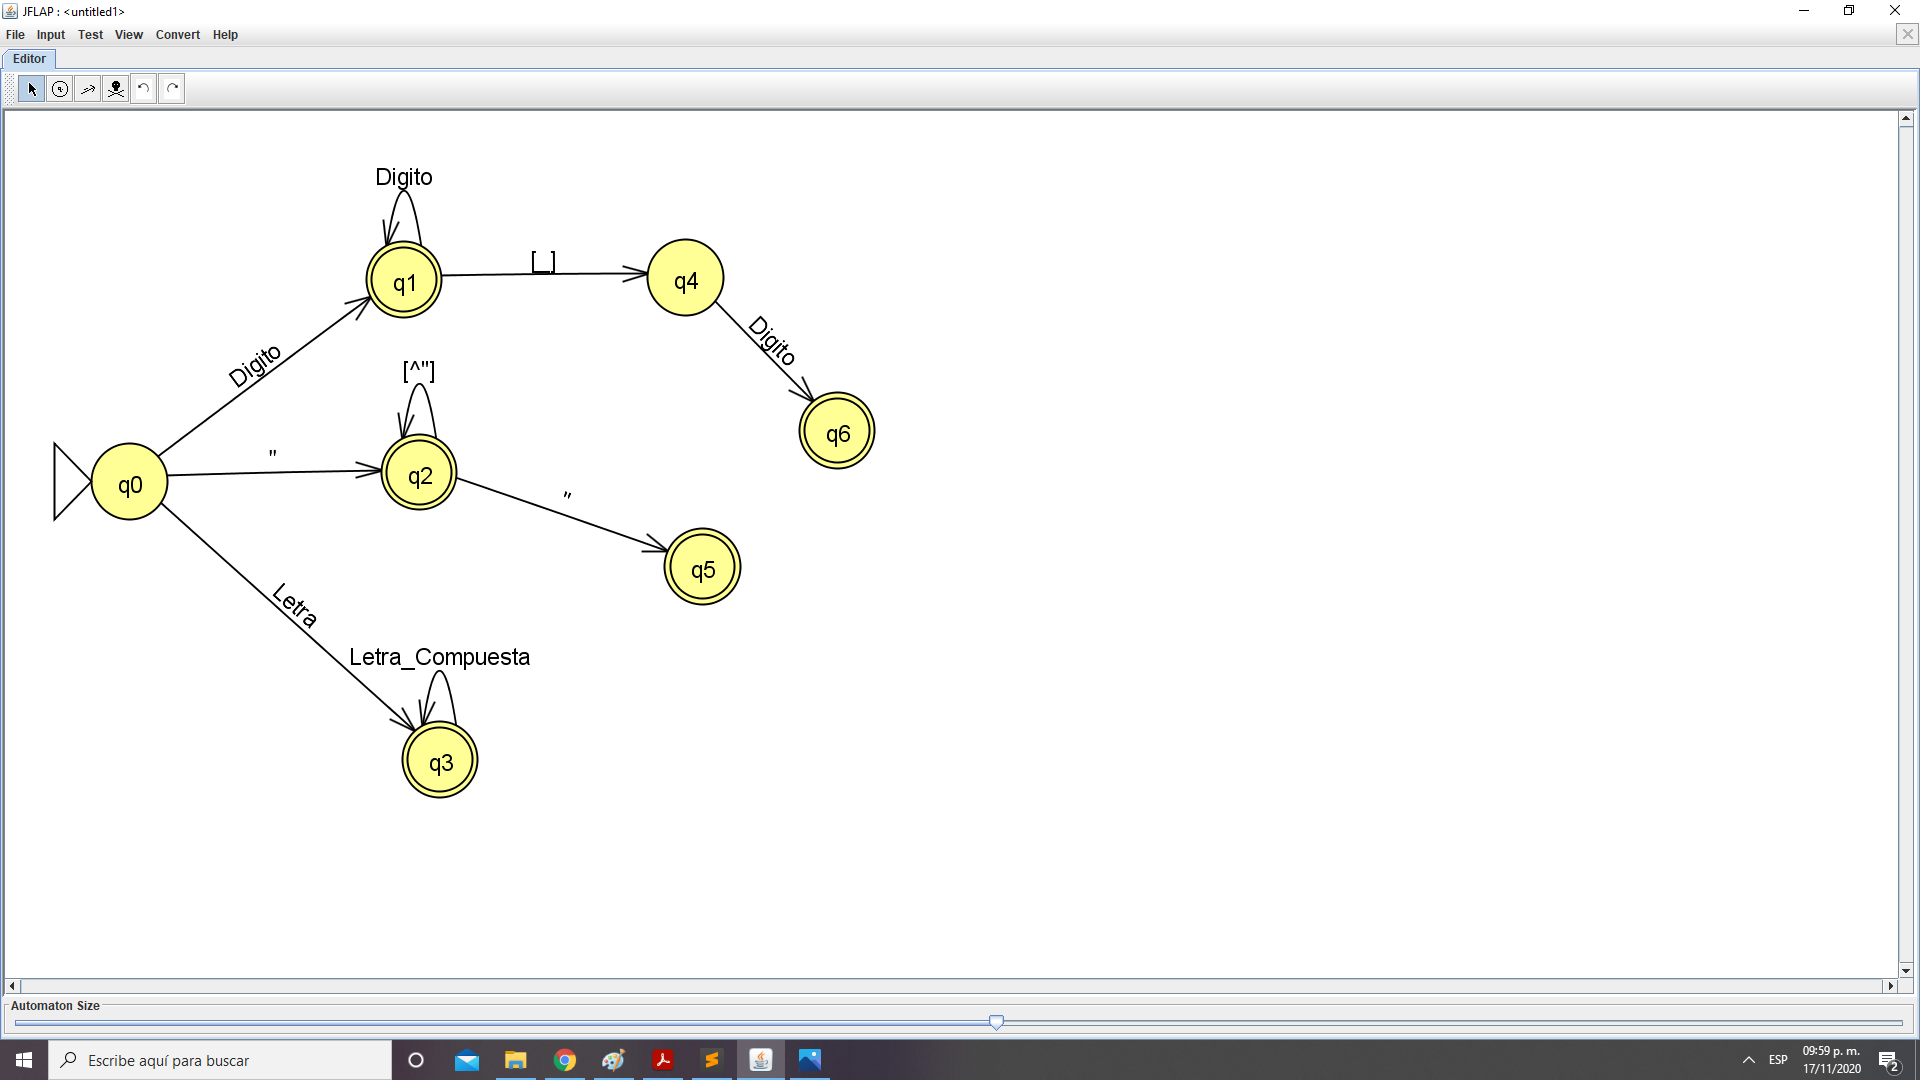 JFLAP : <untitled1>
File Input Test View Convert Help
Editor
Digito
[_]
q1
q4
Digito
Digito
[^"]
q6
"
q0
q2
"
q5
Letra
Letra_Compuesta
q3
Automaton Size
Escribe aquí para buscar
ESP
09:59 p. m.
17/11/2020
2